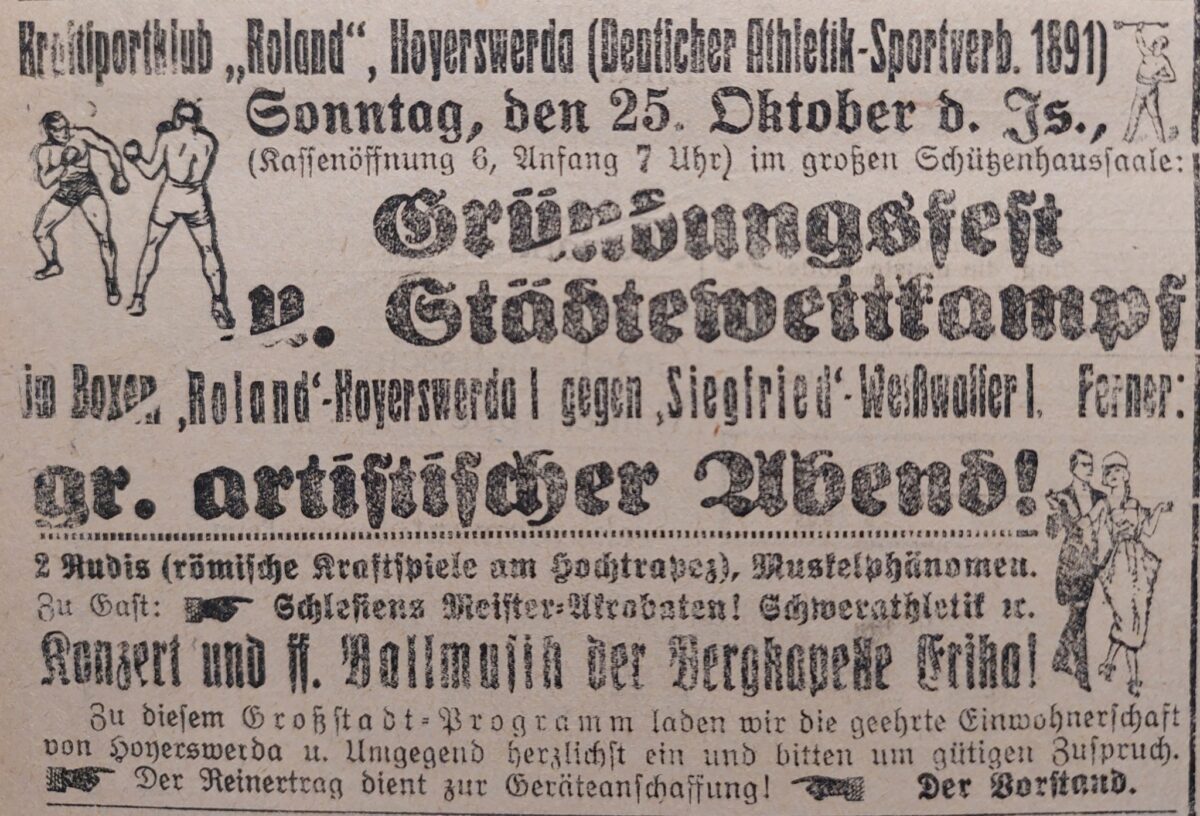 Kraftsportklub „Roland“, Hoyerswerda (Deutscher Athletik-Sportverb. 1891)
Sonntag, den 25. Oktober d. Js.,
(Kassenöffnung 6, Anfang 7 Uhr) im großen Schützenhaussaale:
Gründungsfest
u. Städtewettkampf
im Boxen ‚Roland‘-Hoyerswerda I gegen ‚Siegfried‘-Weißwasser I. Ferner:
gr. artistischer Abend!
2 Rudis (römische Kraftspiele am Hochtrapez), Muskelphänomen.
Zu Gast: ☛ Schlesiens Meister-Akrobaten! Schwerathletik ꝛc.
Konzert und ff. Ballmusik der Bergkapelle Erika!
Zu diesem Großstadt-Programm laden wir die geehrte Einwohnerschaft
von Hoyerswerda u. Umgegend herzlichst ein und bitten um gütigen Zuspruch.
☛ Der Reinertrag dient zur Geräteanschaffung! ☚ Der Vorstand.